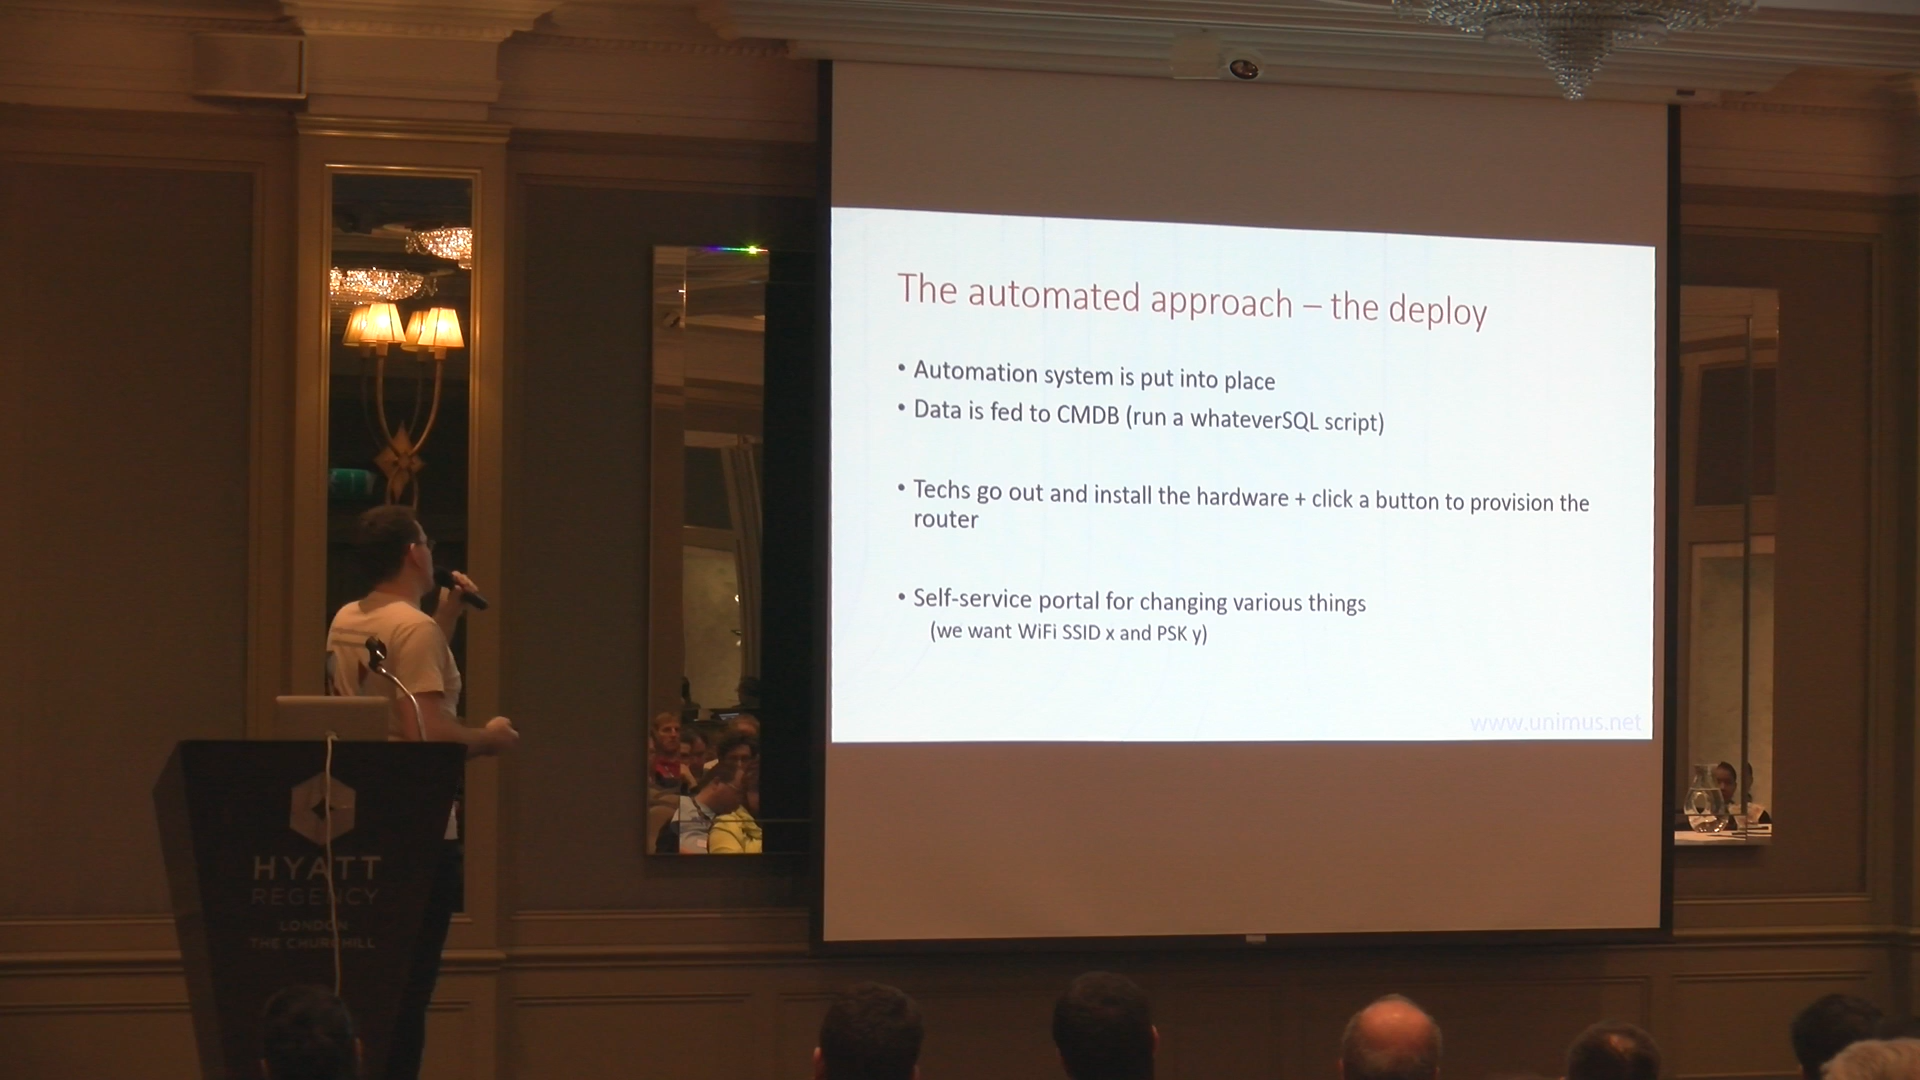 The automated approach – the deploy
• Automation system is put into place
• Data is fed to CMDB (run a whateverSQL script)
• Techs go out and install the hardware + click a button to provision the
router
• Self-service portal for changing various things
(we want WiFi SSID x and PSK y)
www.unimus.net
HYATT
REGENCY
LONDON
THE CHURCHILL